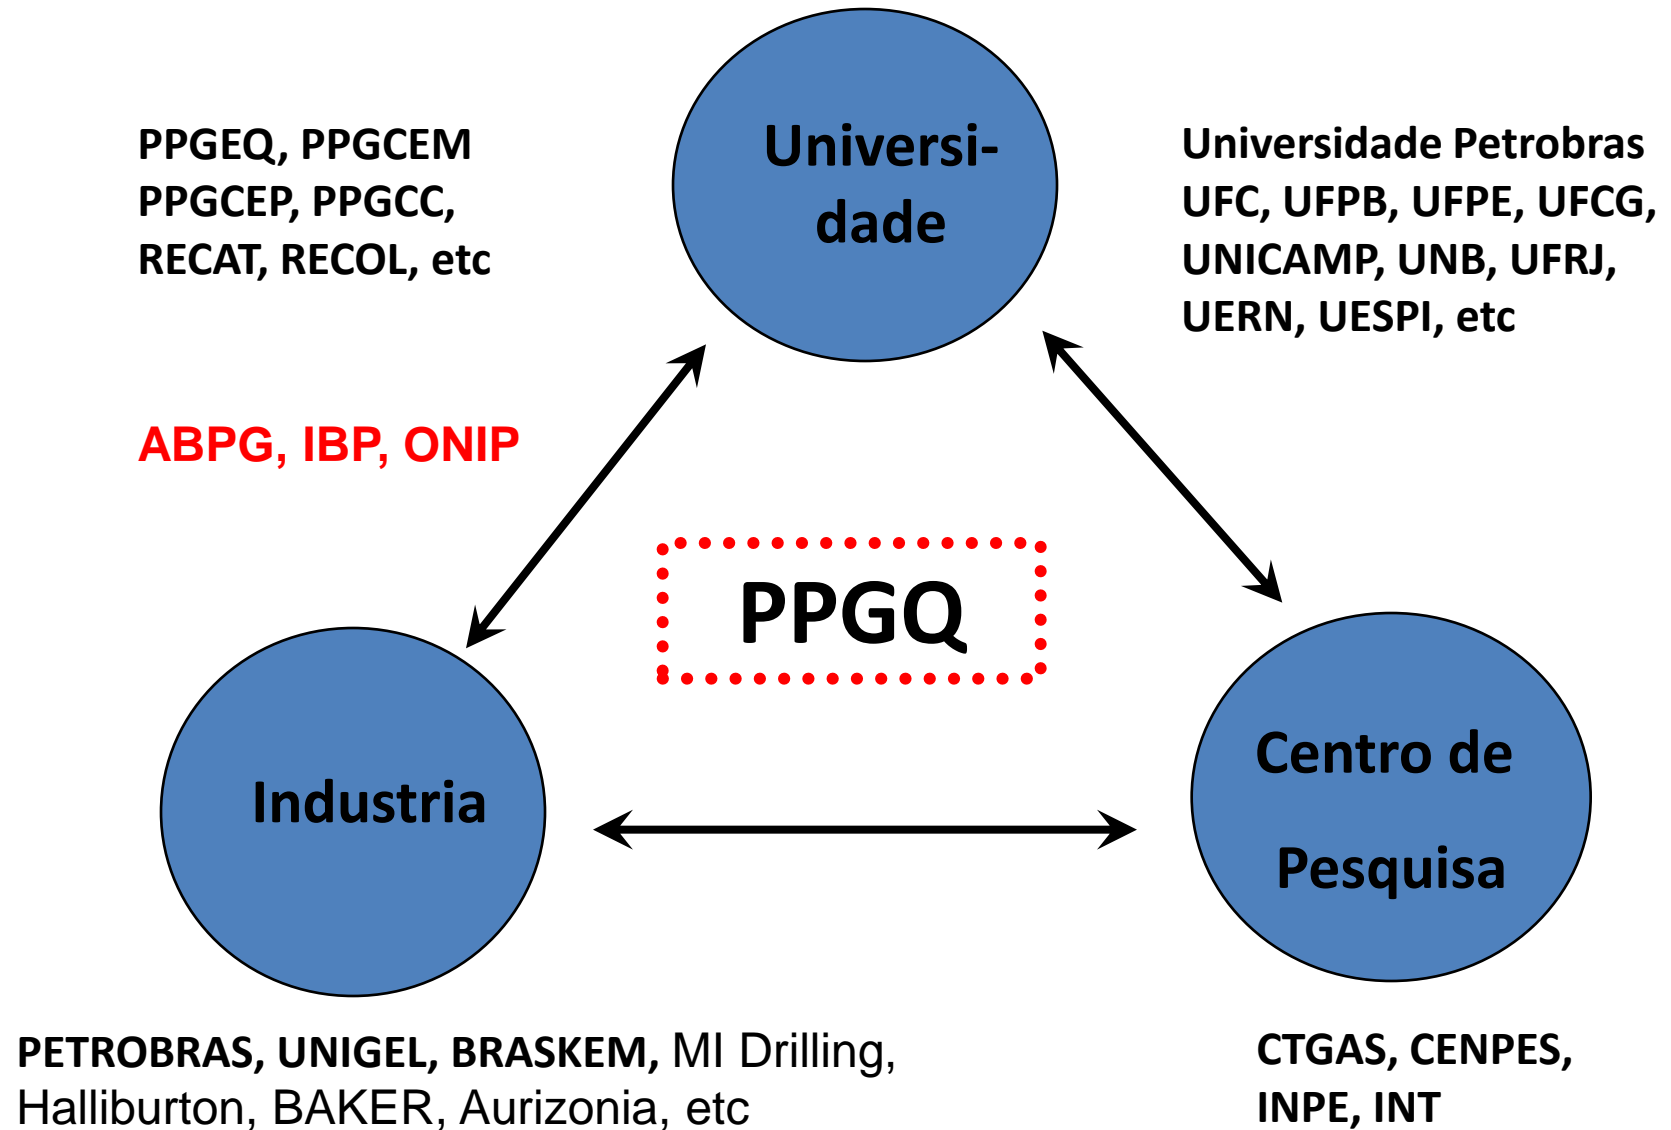 Universi-
dade
PPGEQ, PPGCEM
PPGCEP, PPGCC,
RECAT, RECOL, etc
Universidade Petrobras
UFC, UFPB, UFPE, UFCG,
UNICAMP, UNB, UFRJ,
UERN, UESPI, etc
ABPG, IBP, ONIP
PPGQ
Industria
Centro de
Pesquisa
PETROBRAS, UNIGEL, BRASKEM, MI Drilling,
Halliburton, BAKER, Aurizonia, etc
CTGAS, CENPES,
INPE, INT